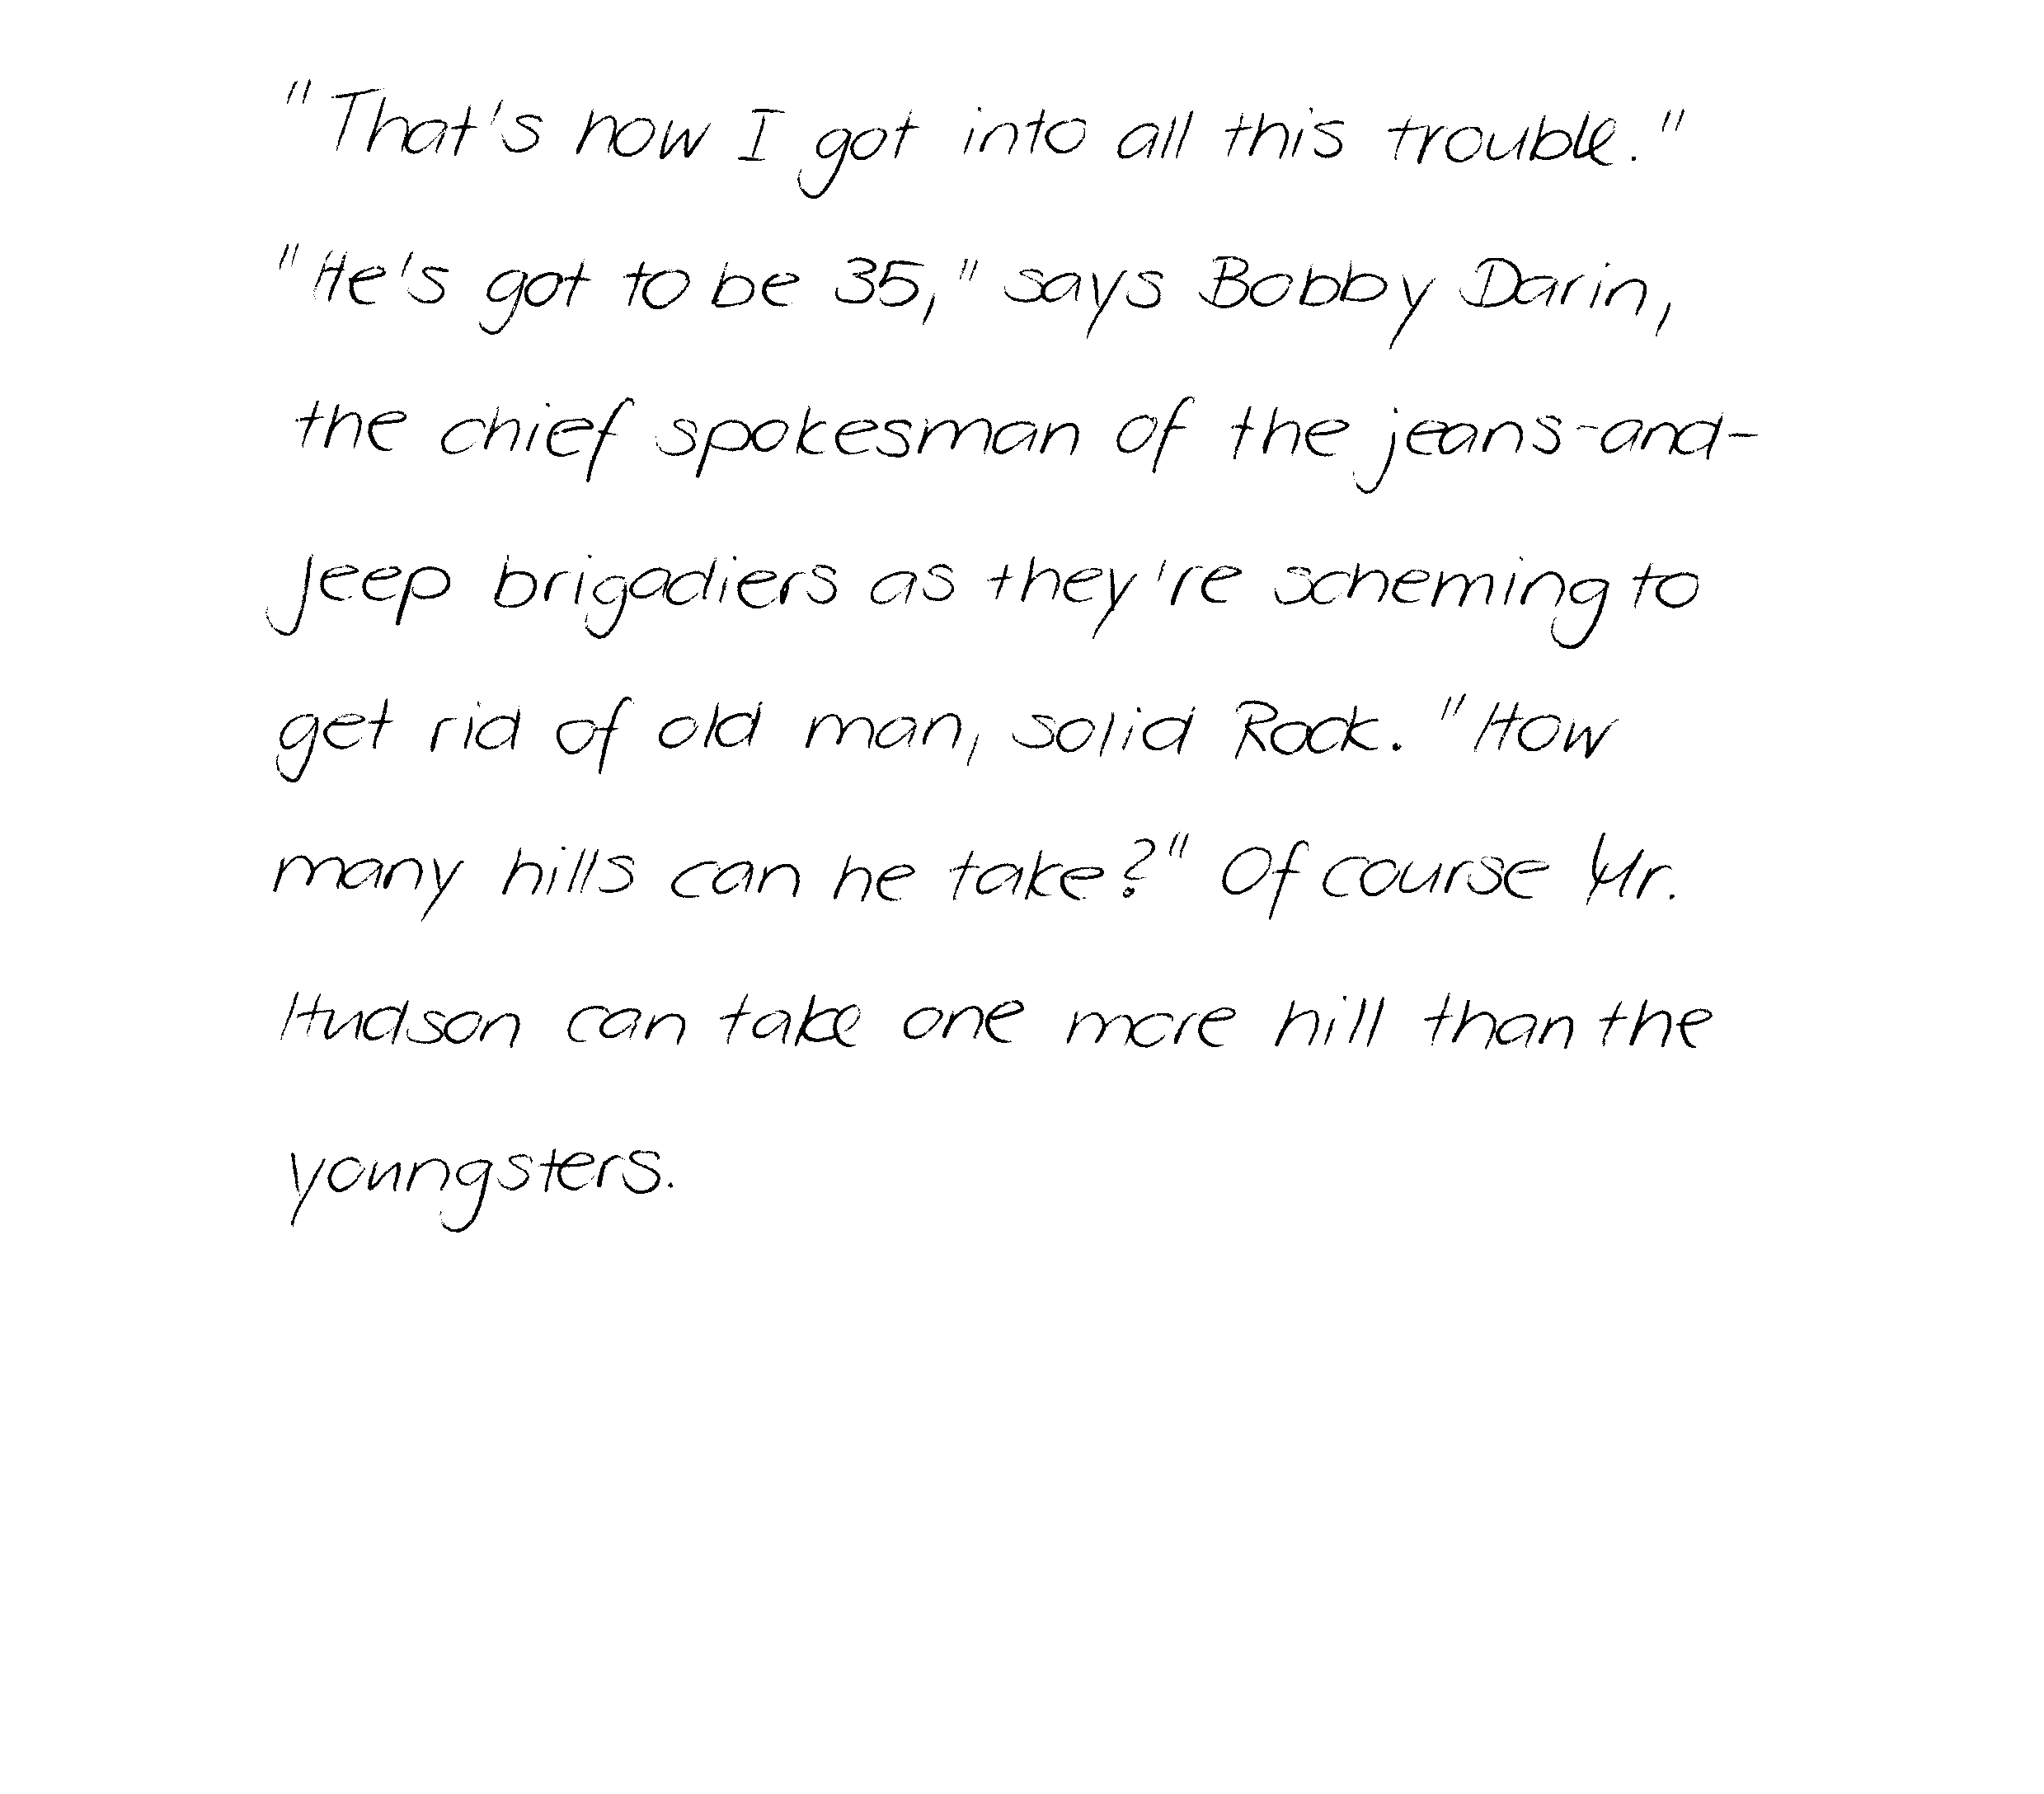 "That's how I got into all this trouble."
"He's got to be 35," says Bobby Darin,
the chief spokesman of the jeans-and-
jeep brigadiers as they're scheming to
get rid of old man, solid Rock. "How
many hills can he take?" Of course Mr.
Hudson can take one more hill than the
youngsters.